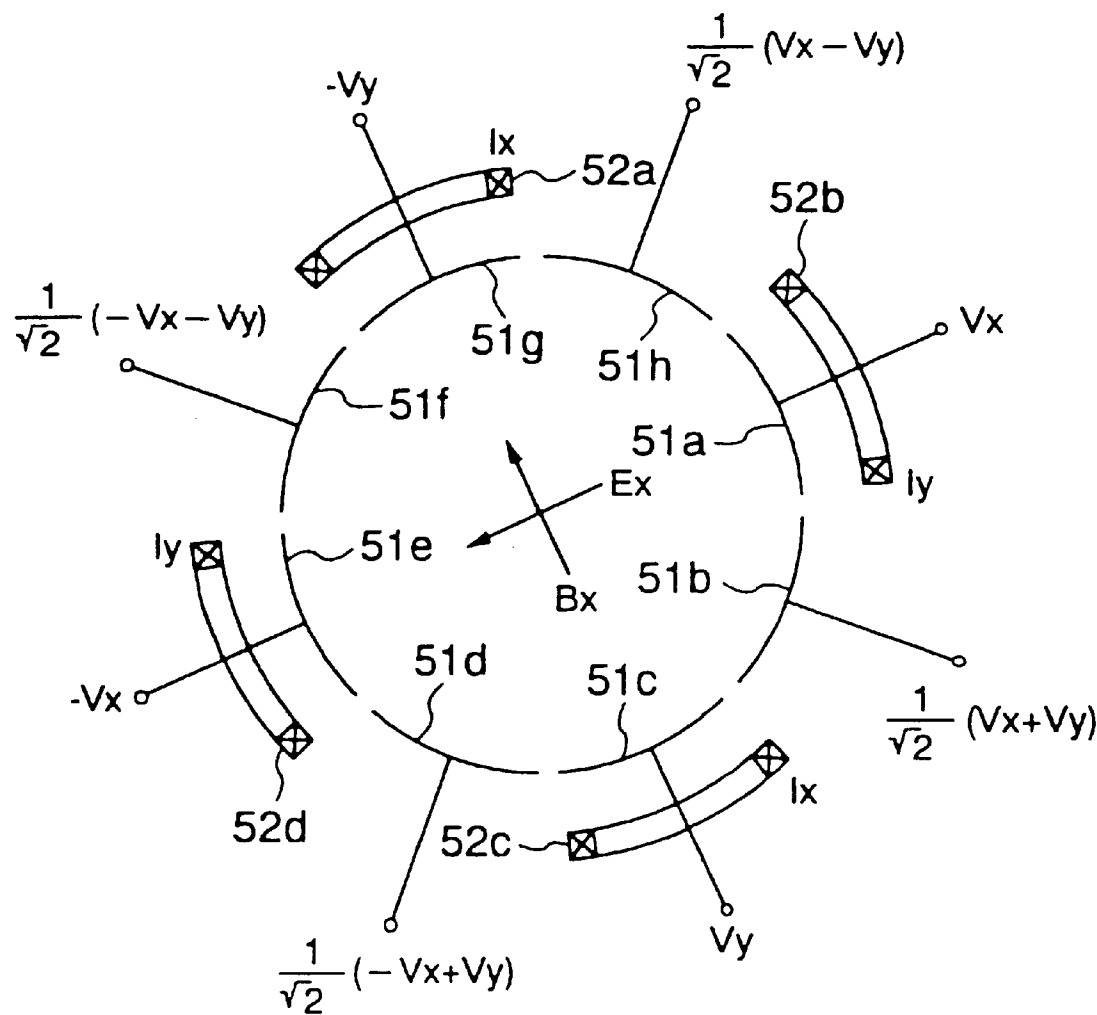 1/√2 (Vx – Vy)
-Vy
Ix
52a
52b
1/√2 (– Vx – Vy)
Vx
51g
51h
51f
51a
Ex
Iy
Iy
51e
51b
Bx
51d
51c
-Vx
1/√2 (Vx+Vy)
Ix
52d
52c
Vy
1/√2 (– Vx+Vy)